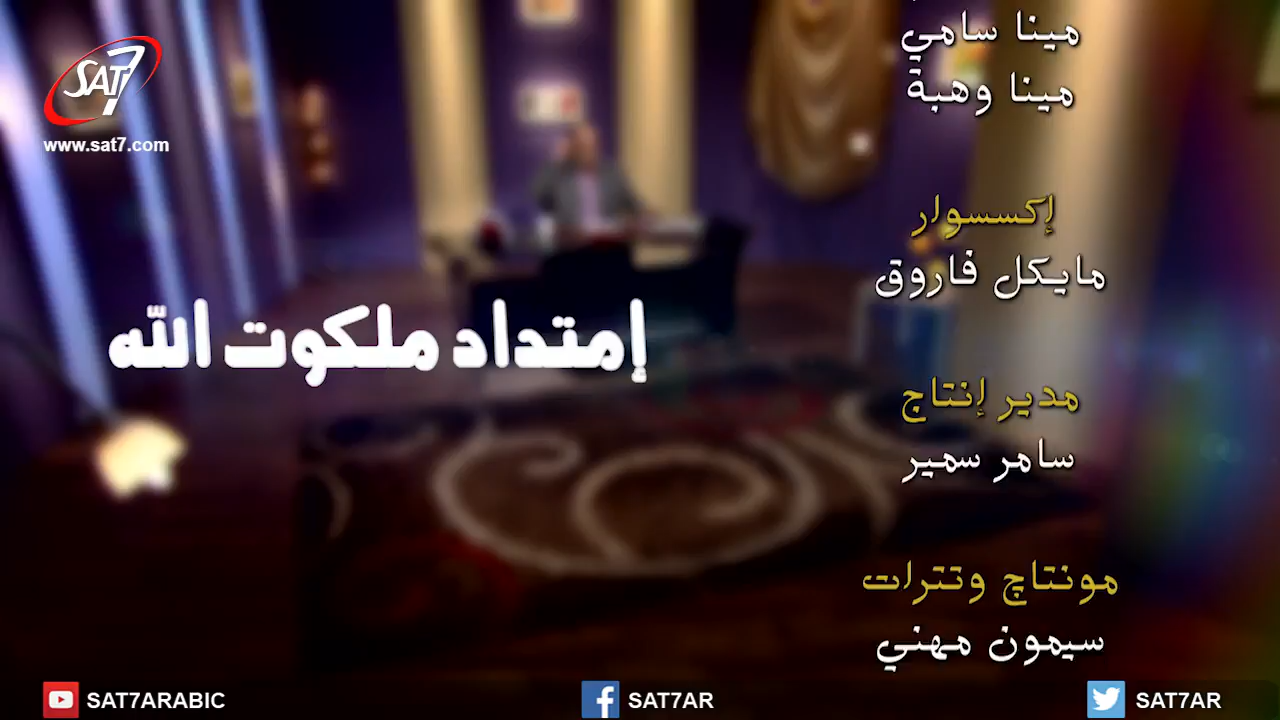 SAT7
www.sat7.com
مينا سامي
مينا وهبة
إكسسوار
مايكل فاروق
إمتداد ملكوت الله
مدير إنتاج
سامر سمير
مونتاچ وتترات
سيمون مهني
SAT7ARABIC
SAT7AR
SAT7AR